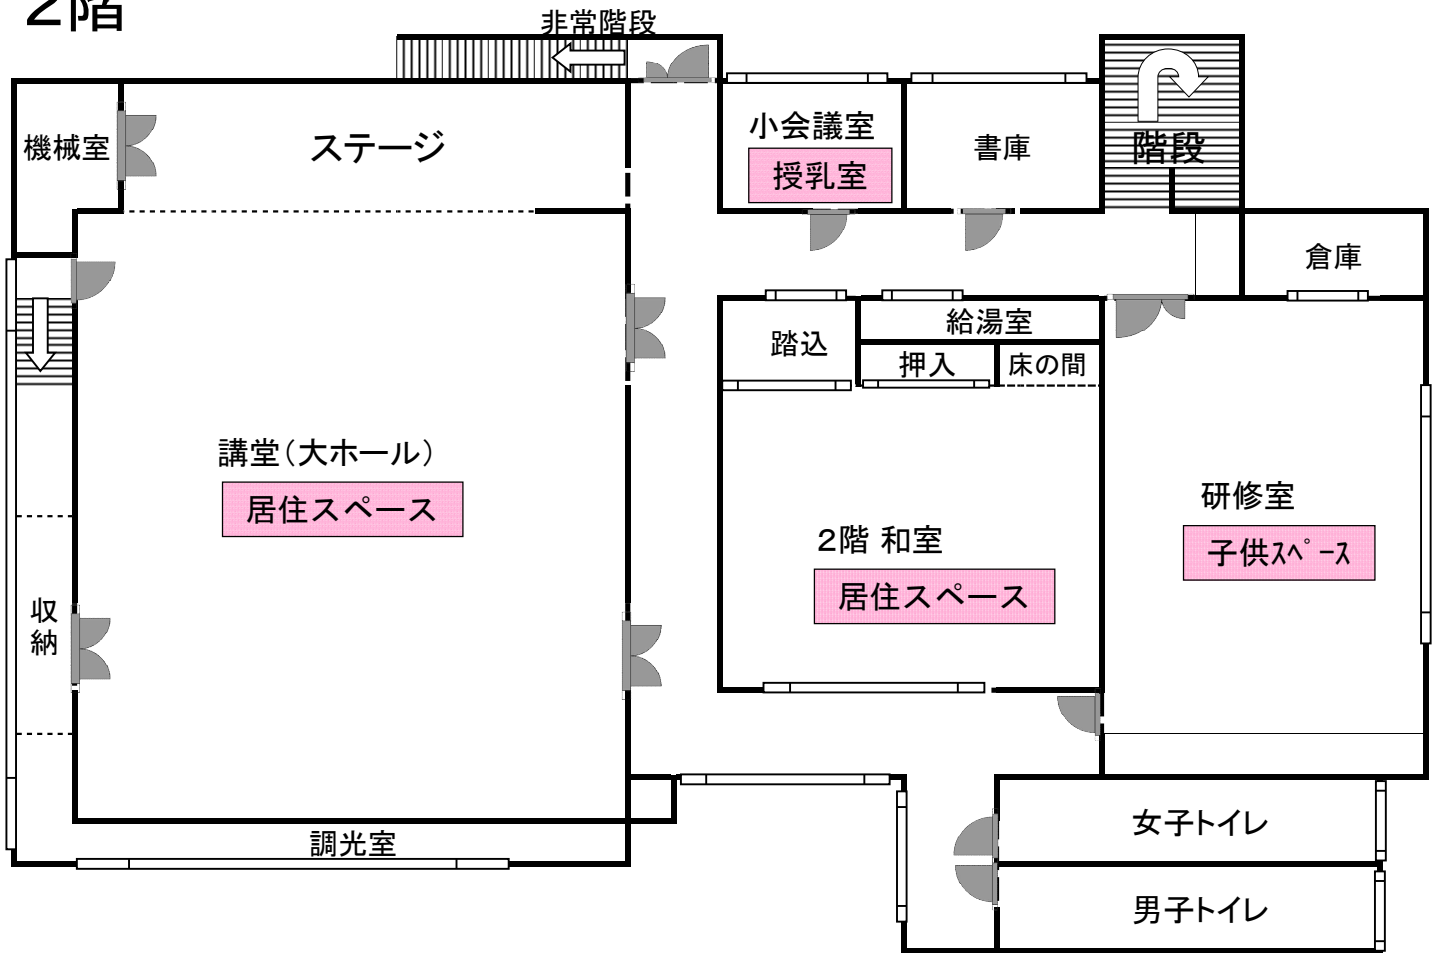 2階
非常階段
機械室
ステージ
小会議室
授乳室
書庫
階段
倉庫
踏込
給湯室
押入
床の間
講堂(大ホール)
居住スペース
2階 和室
居住スペース
研修室
子供ｽﾍﾟｰｽ
収
納
調光室
女子トイレ
男子トイレ